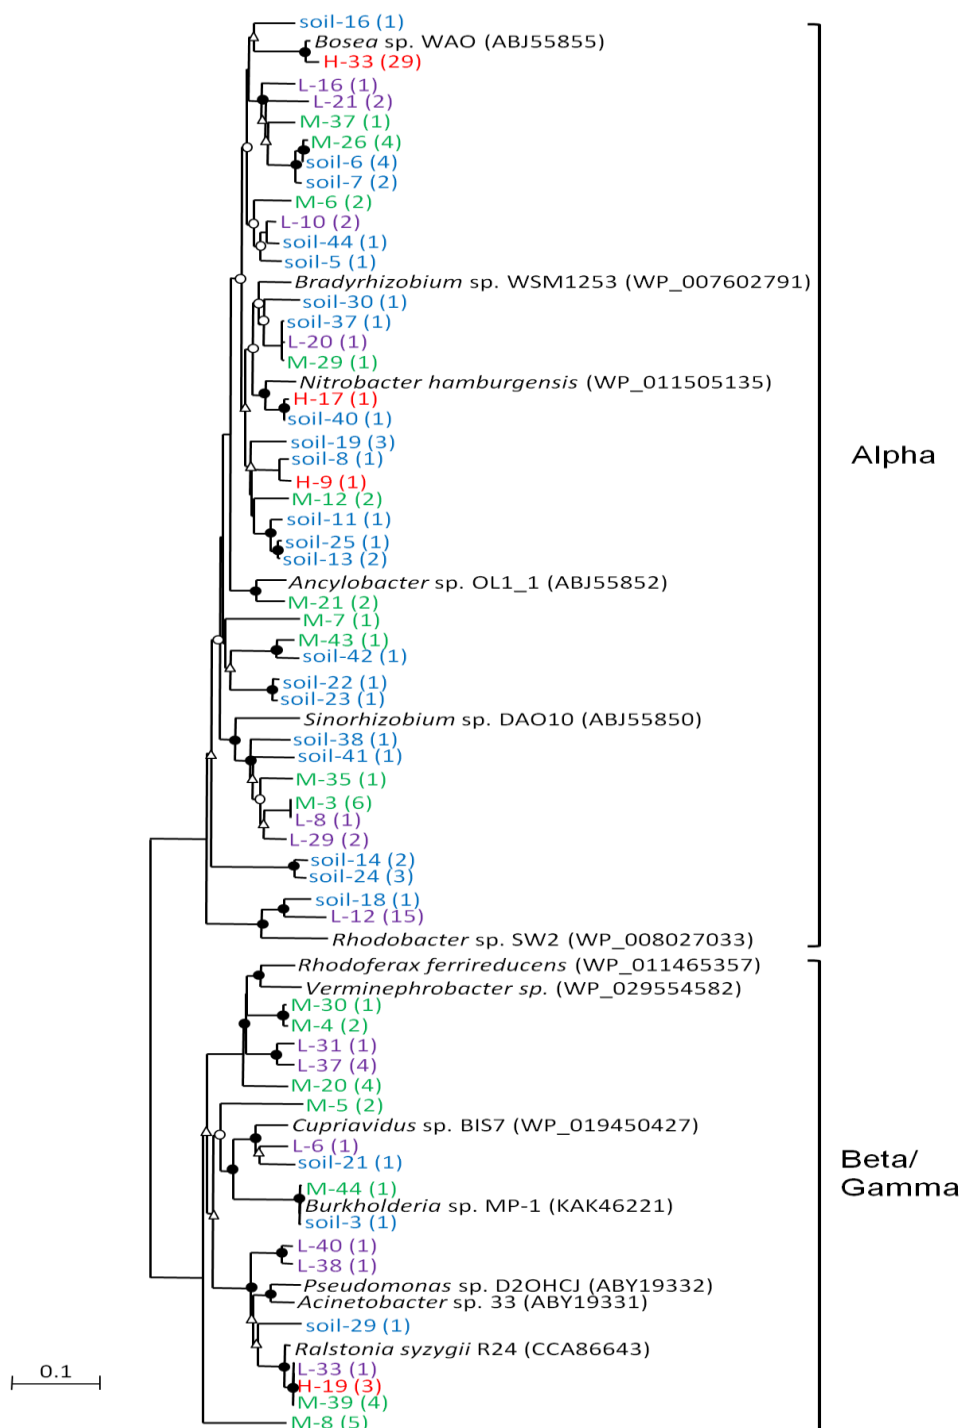 soil-16 (1)
Bosea sp. WAO (ABJ55855)
H-33 (29)
L-16 (1)
L-21 (2)
M-37 (1)
M-26 (4)
soil-6 (4)
soil-7 (2)
M-6 (2)
L-10 (2)
soil-44 (1)
soil-5 (1)
Bradyrhizobium sp. WSM1253 (WP_007602791)
soil-30 (1)
soil-37 (1)
L-20 (1)
M-29 (1)
Nitrobacter hamburgensis (WP_011505135)
H-17 (1)
soil-40 (1)
soil-19 (3)
Alpha
soil-8 (1)
H-9 (1)
M-12 (2)
soil-11 (1)
soil-25 (1)
soil-13 (2)
Ancylobacter sp. OL1_1 (ABJ55852)
M-21 (2)
M-7 (1)
M-43 (1)
soil-42 (1)
soil-22 (1)
soil-23 (1)
Sinorhizobium sp. DAO10 (ABJ55850)
soil-38 (1)
soil-41 (1)
M-35 (1)
M-3 (6)
L-8 (1)
L-29 (2)
soil-14 (2)
soil-24 (3)
soil-18 (1)
L-12 (15)
Rhodobacter sp. SW2 (WP_008027033)
Rhodoferax ferrireducens (WP_011465357)
Verminephrobacter sp. (WP_029554582)
M-30 (1)
M-4 (2)
L-31 (1)
L-37 (4)
M-20 (4)
M-5 (2)
Cupriavidus sp. BIS7 (WP_019450427)
L-6 (1)
soil-21 (1)
Beta/
Gamma
M-44 (1)
Burkholderia sp. MP-1 (KAK46221)
soil-3 (1)
L-40 (1)
L-38 (1)
Pseudomonas sp. D2OHCJ (ABY19332)
Acinetobacter sp. 33 (ABY19331)
soil-29 (1)
Ralstonia syzygii R24 (CCA86643)
L-33 (1)
0.1
H-19 (3)
M-39 (4)
M-8 (5)